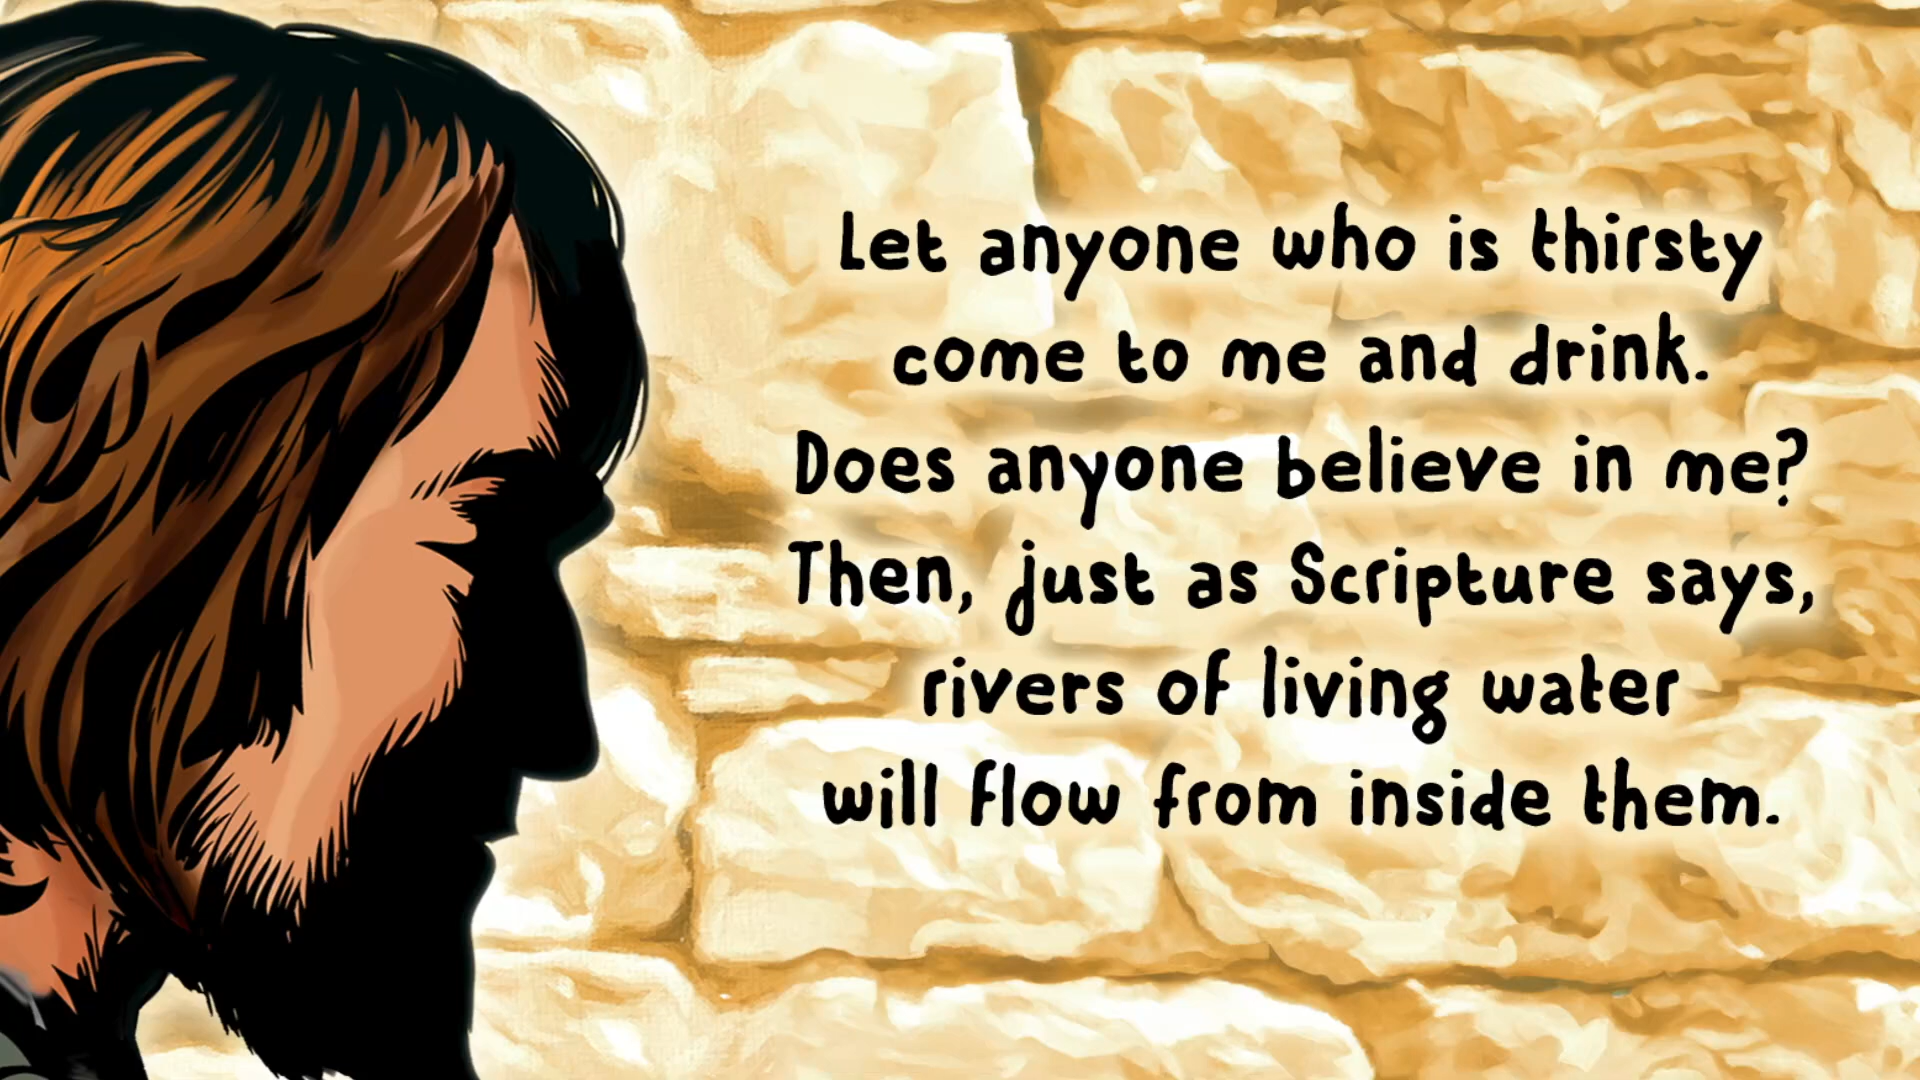 Let anyone who is thirsty
come to me and drink.
Does anyone believe in me?
Then, just as Scripture says,
rivers of living water
will flow from inside them.